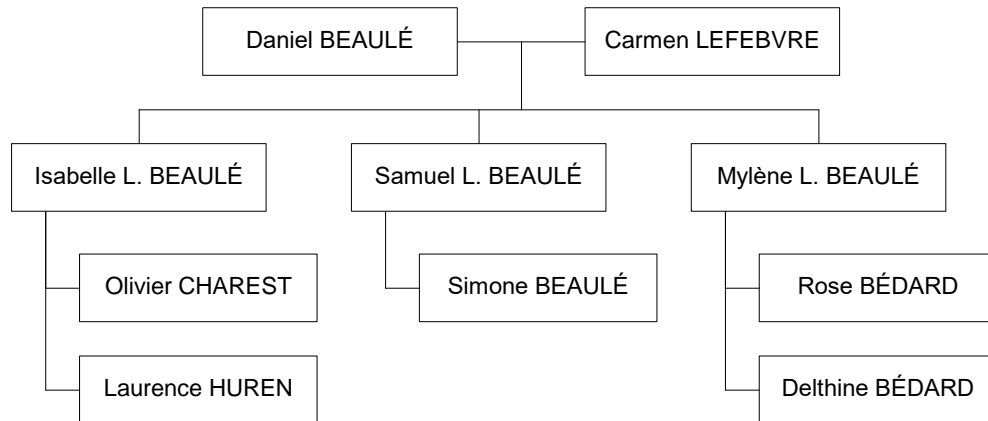 Daniel BEAULÉ
Carmen LEFEBVRE
Isabelle L. BEAULÉ
Samuel L. BEAULÉ
Mylène L. BEAULÉ
Olivier CHAREST
Simone BEAULÉ
Rose BÉDARD
Laurence HUREN
Delthine BÉDARD